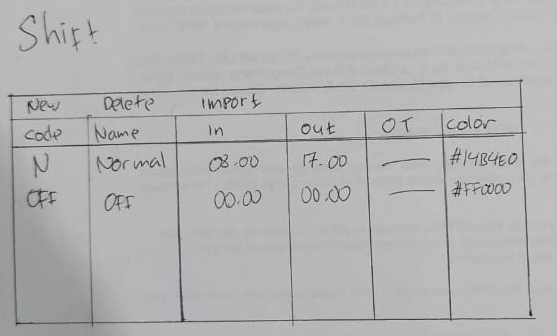 Shift
New Delete Import
Code Name In Out OT Color
N Normal 08.00 17.00 — #14B4E0
OFF OFF 00.00 00.00 — #FF0000